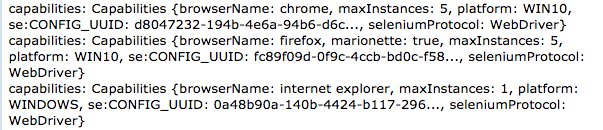 capabilities: Capabilities {browserName: chrome, maxInstances: 5, platform: WIN10,
se:CONFIG_UUID: d8047232-194b-4e6a-94b6-d6c..., seleniumProtocol: WebDriver}
capabilities: Capabilities {browserName: firefox, marionette: true, maxInstances: 5,
platform: WIN10, se:CONFIG_UUID: fc89f09d-0f9c-4ccb-bd0c-f58..., seleniumProtocol:
WebDriver}
capabilities: Capabilities {browserName: internet explorer, maxInstances: 1, platform:
WINDOWS, se:CONFIG_UUID: 0a48b90a-140b-4424-b117-296..., seleniumProtocol:
WebDriver}